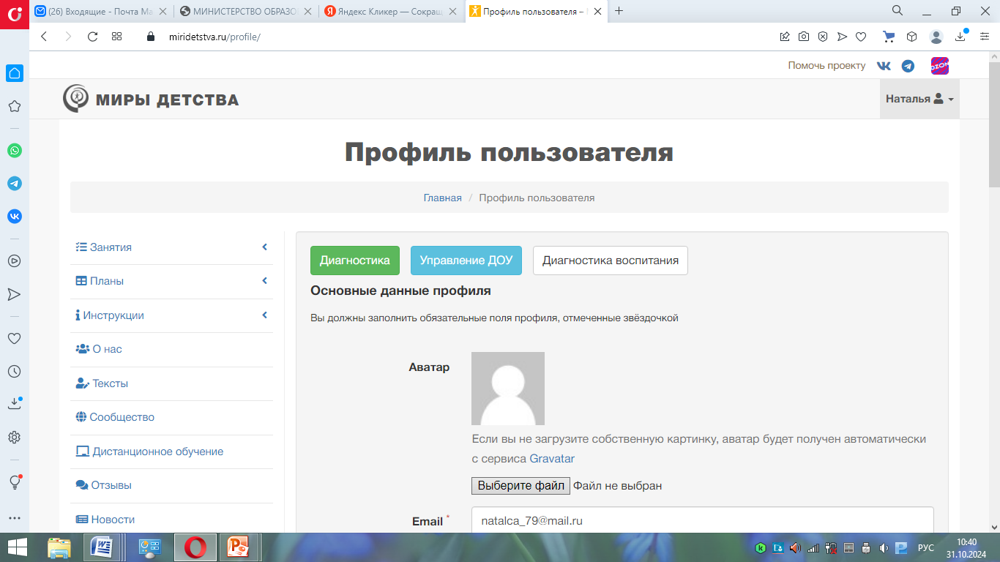 (26) Входящие - Почта Ma
МИНИСТЕРСТВО ОБРАЗО
Яндекс Кликер — Сокращ
Профиль пользователя –
miridetstva.ru/profile/
Помочь проекту
OZON
МИРЫ ДЕТСТВА
Наталья
Профиль пользователя
Главная / Профиль пользователя
Занятия
Планы
Инструкции
О нас
Тексты
Сообщество
Дистанционное обучение
Отзывы
Новости
Диагностика
Управление ДОУ
Диагностика воспитания
Основные данные профиля
Вы должны заполнить обязательные поля профиля, отмеченные звёздочкой
Аватар
Если вы не загрузите собственную картинку, аватар будет получен автоматически
с сервиса Gravatar
Выберите файл Файл не выбран
Email *
natalca_79@mail.ru
РУС
10:40
31.10.2024